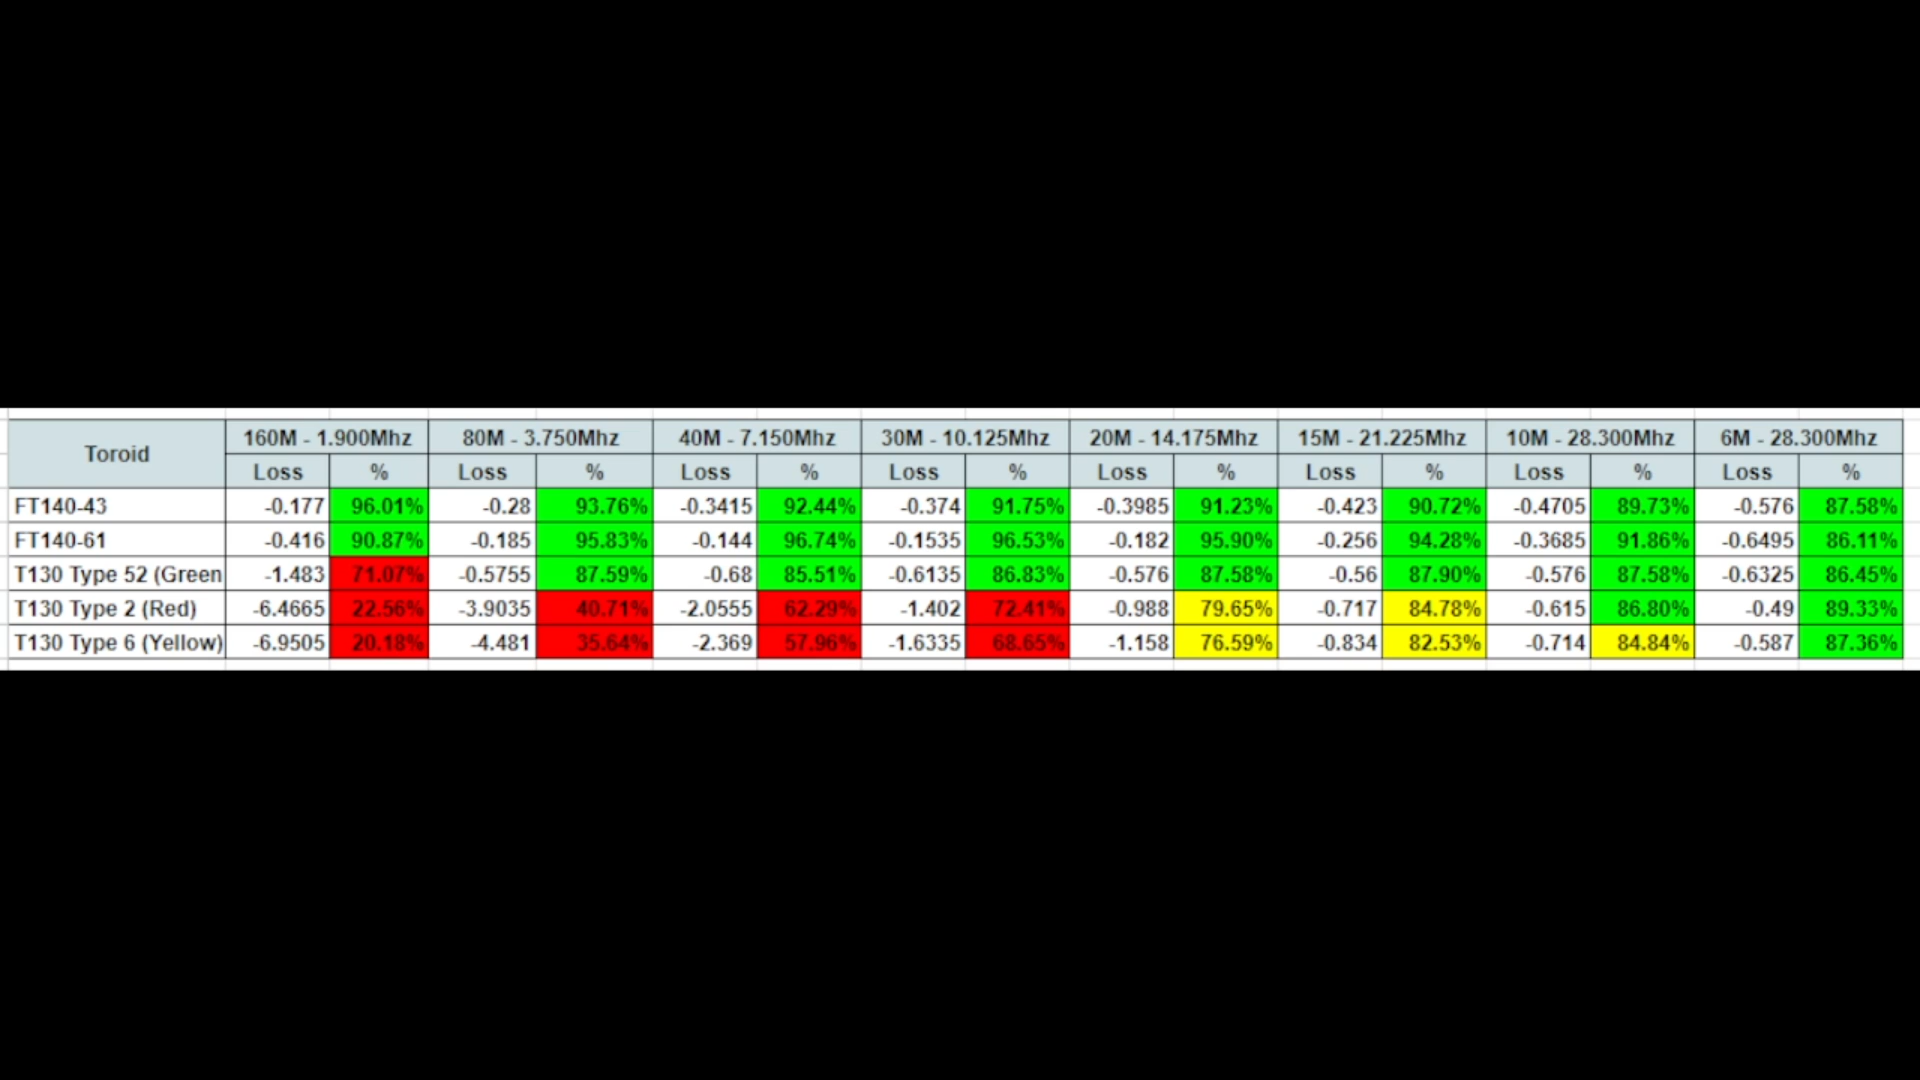 Toroid 160M - 1.900Mhz 80M - 3.750Mhz 40M - 7.150Mhz 30M - 10.125Mhz 20M - 14.175Mhz 15M - 21.225Mhz 10M - 28.300Mhz 6M - 28.300Mhz
Loss % Loss % Loss % Loss % Loss % Loss % Loss % Loss %
FT140-43 -0.177 96.01% -0.28 93.76% -0.3415 92.44% -0.374 91.75% -0.3985 91.23% -0.423 90.72% -0.4705 89.73% -0.576 87.58%
FT140-61 -0.416 90.87% -0.185 95.83% -0.144 96.74% -0.1535 96.53% -0.182 95.90% -0.256 94.28% -0.3685 91.86% -0.6495 86.11%
T130 Type 52 (Green -1.483 71.07% -0.5755 87.59% -0.68 85.51% -0.6135 86.83% -0.576 87.58% -0.56 87.90% -0.576 87.58% -0.6325 86.45%
T130 Type 2 (Red) -6.4665 22.56% -3.9035 40.71% -2.0555 62.29% -1.402 72.41% -0.988 79.65% -0.717 84.78% -0.615 86.80% -0.49 89.33%
T130 Type 6 (Yellow) -6.9505 20.18% -4.481 35.64% -2.369 57.96% -1.6335 68.65% -1.158 76.59% -0.834 82.53% -0.714 84.84% -0.587 87.36%